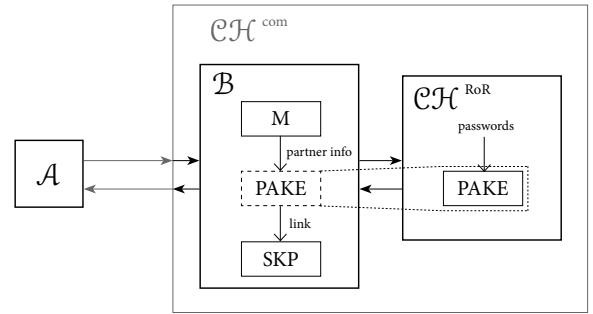 𝒞ℋ com
ℬ
M
partner info
PAKE
link
SKP
𝒜
𝒞ℋ RoR
passwords
PAKE